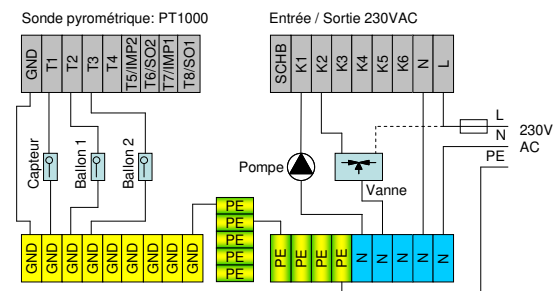 Sonde pyrométrique: PT1000
Entrée / Sortie 230VAC
GND
T1
T2
T3
T4
T5/IMP2
T6/SO2
T7/IMP1
T8/SO1
SCHB
K1
K2
K3
K4
K5
K6
N
L
L
N
PE
230V
AC
Capteur
Ballon 1
Ballon 2
Pompe
Vanne
PE
PE
PE
PE
PE
GND
GND
GND
GND
GND
GND
GND
GND
GND
PE
PE
PE
PE
N
N
N
N
N